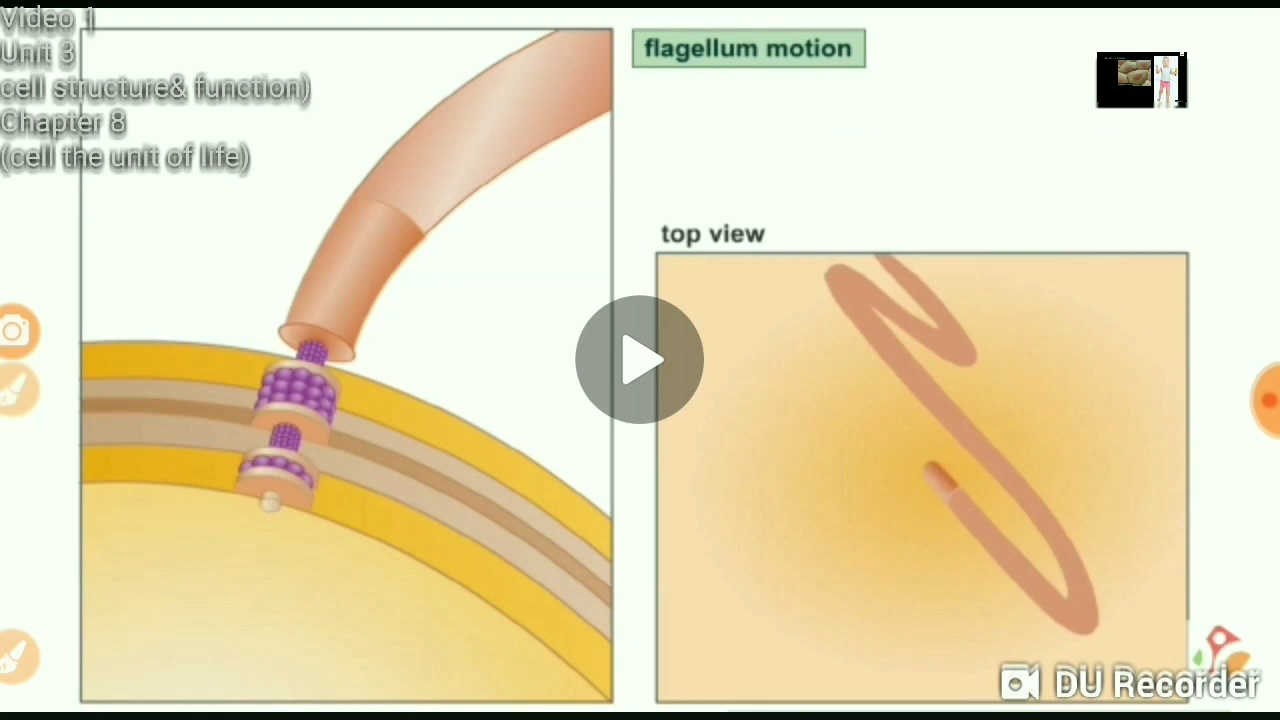 Video 1
Unit 3
cell structure& function)
Chapter 8
(cell the unit of life)
flagellum motion
top view
DU Recorder